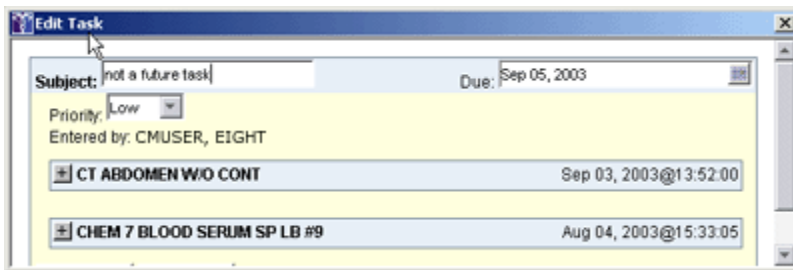 Edit Task
Subject: not a future task Due: Sep 05, 2003
Priority: Low
Entered by: CMUSER, EIGHT
CT ABDOMEN W/O CONT Sep 03, 2003@13:52:00
CHEM 7 BLOOD SERUM SP LB #9 Aug 04, 2003@15:33:05